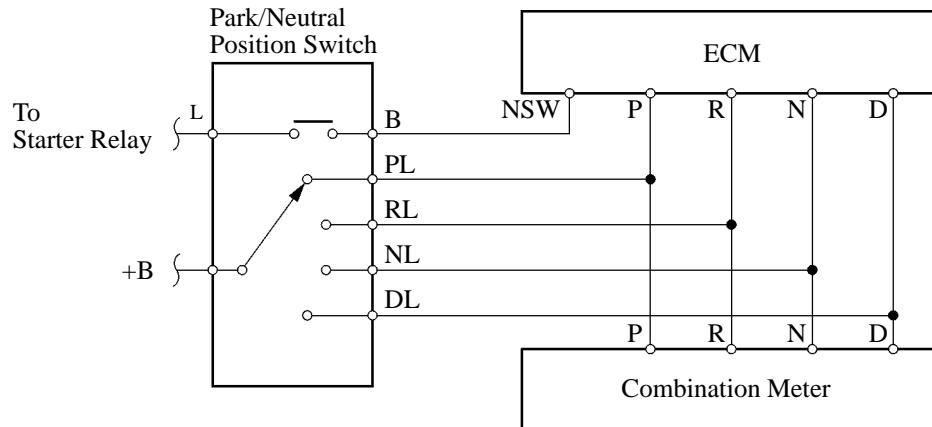 Park/Neutral
Position Switch
ECM
To
Starter Relay
L
B
NSW
P
R
N
D
PL
RL
NL
+B
DL
P
R
N
D
Combination Meter